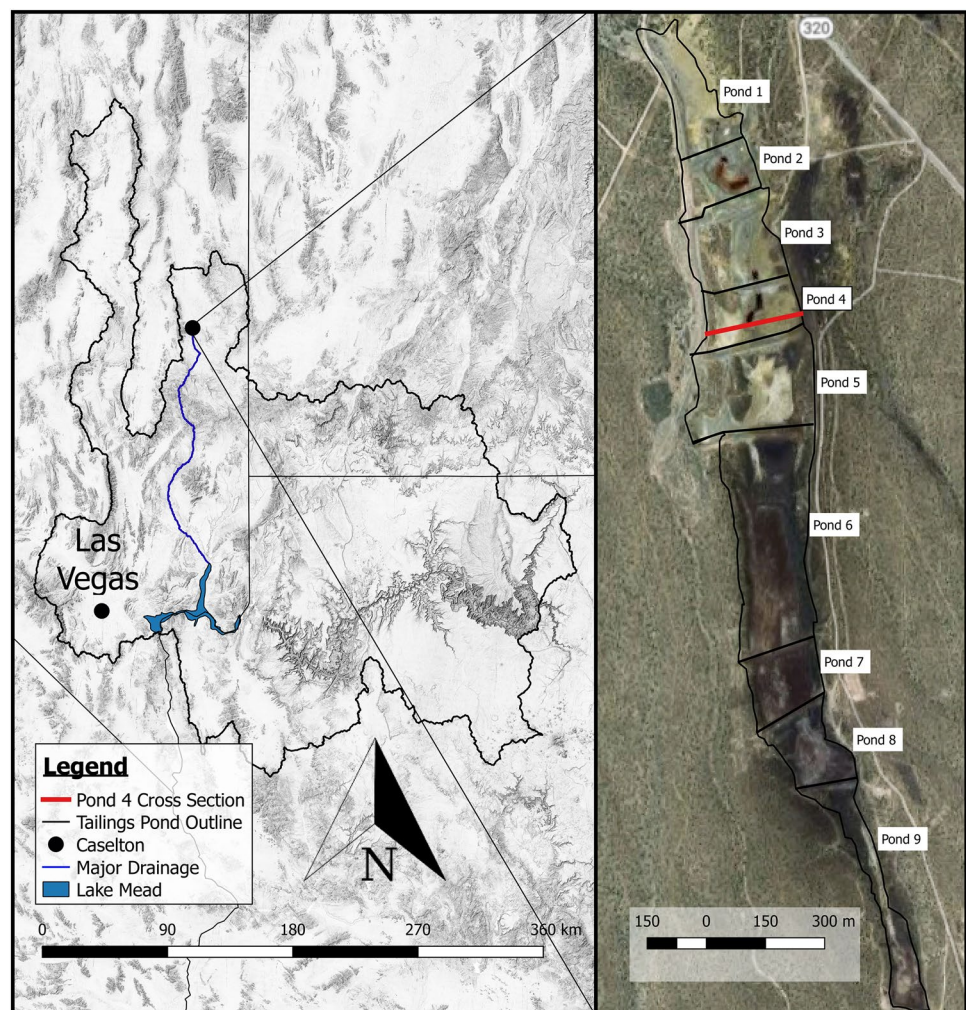 Las
Vegas
Legend
Pond 4 Cross Section
Tailings Pond Outline
Caselton
Major Drainage
Lake Mead
N
0 90 180 270 360 km
320
Pond 1
Pond 2
Pond 3
Pond 4
Pond 5
Pond 6
Pond 7
Pond 8
Pond 9
150 0 150 300 m